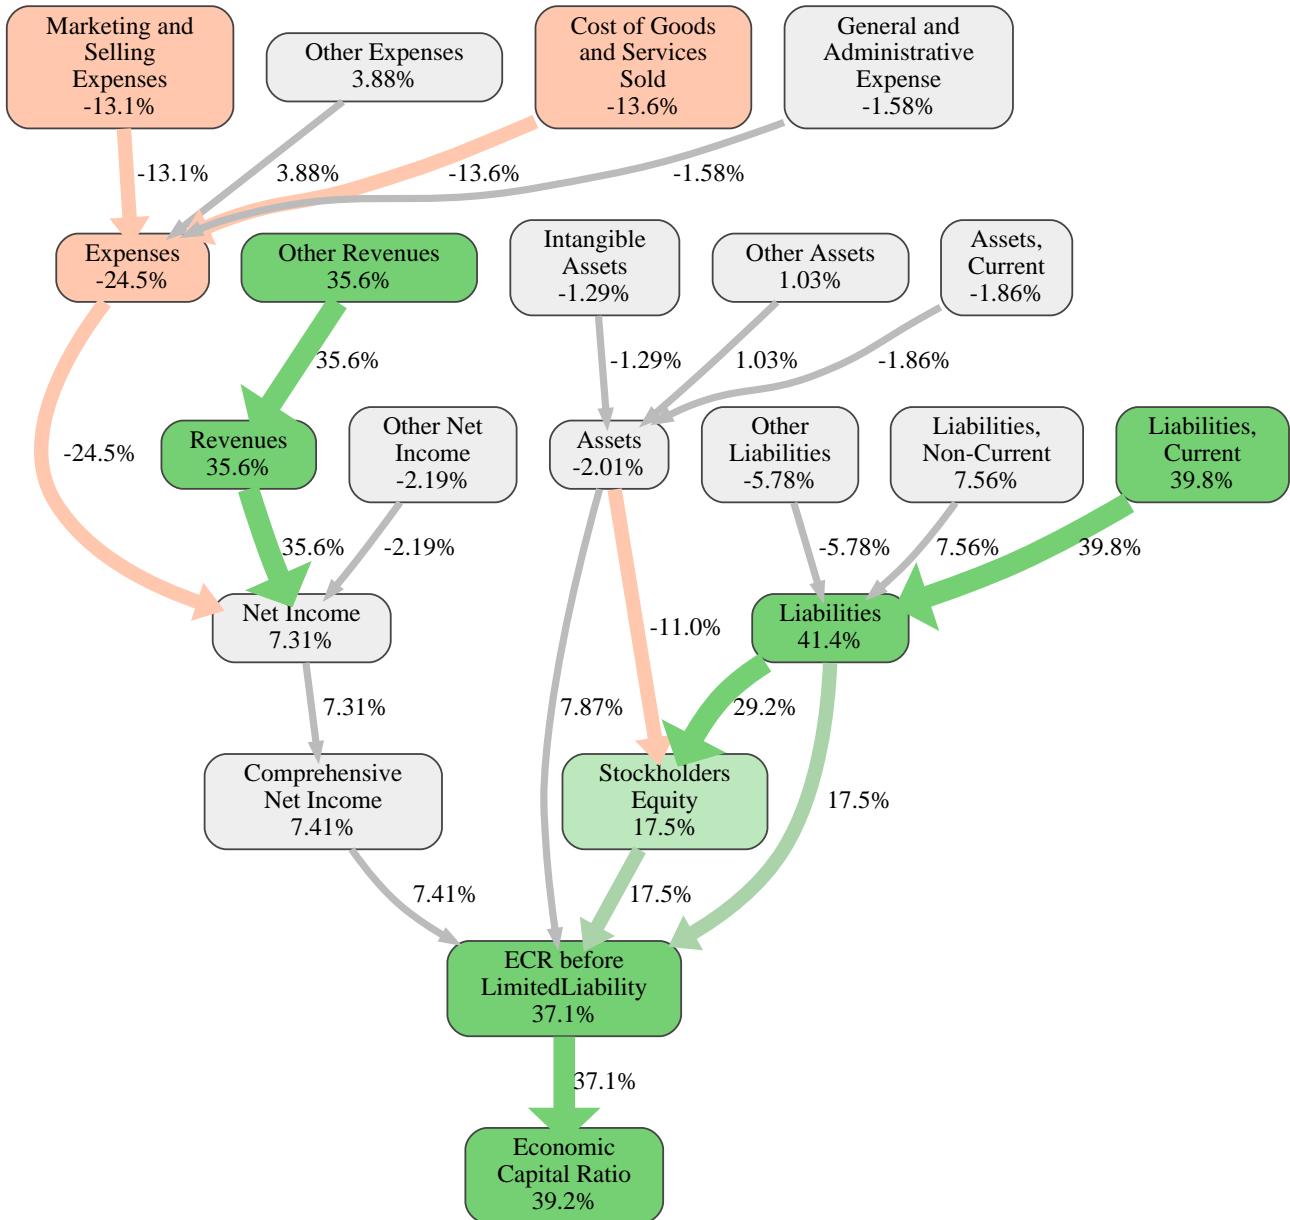 Marketing and
Selling
Expenses
-13.1%
Other Expenses
3.88%
Cost of Goods
and Services
Sold
-13.6%
General and
Administrative
Expense
-1.58%
-13.1%
3.88%
-13.6%
-1.58%
Expenses
-24.5%
Other Revenues
35.6%
Intangible
Assets
-1.29%
Other Assets
1.03%
Assets,
Current
-1.86%
35.6%
-1.29%
1.03%
-1.86%
Revenues
35.6%
Other Net
Income
-2.19%
Assets
-2.01%
Other
Liabilities
-5.78%
Liabilities,
Non-Current
7.56%
Liabilities,
Current
39.8%
-24.5%
35.6%
-2.19%
-5.78%
7.56%
39.8%
Net Income
7.31%
-11.0%
Liabilities
41.4%
7.31%
7.87%
29.2%
Comprehensive
Net Income
7.41%
Stockholders
Equity
17.5%
17.5%
7.41%
17.5%
ECR before
LimitedLiability
37.1%
37.1%
Economic
Capital Ratio
39.2%